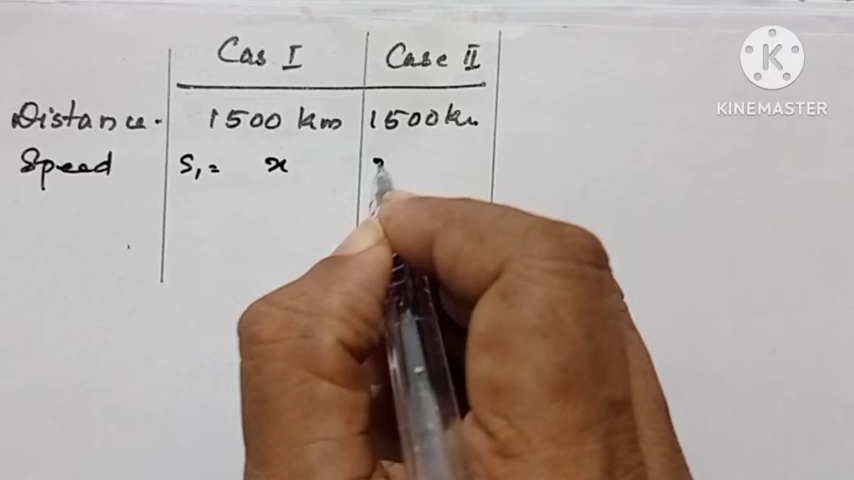 Cas I Case II
Distance. 1500 km 1500 km
Speed S₁ = x
K
KINEMASTER